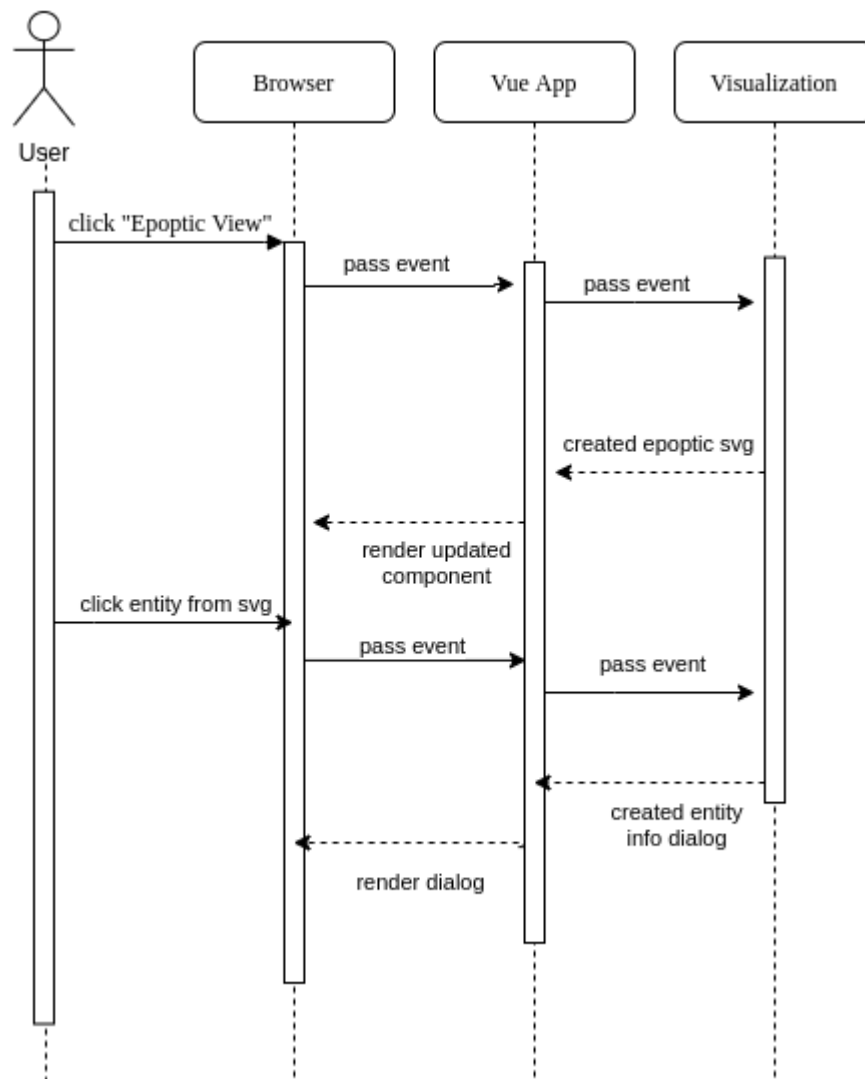 Browser
Vue App
Visualization
User
click "Epoptic View"
pass event
pass event
created epoptic svg
render updated
component
click entity from svg
pass event
pass event
created entity
info dialog
render dialog